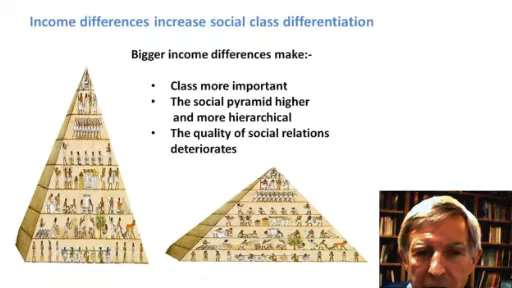 Income differences increase social class differentiation
Bigger income differences make:-
• Class more important
• The social pyramid higher
and more hierarchical
• The quality of social relations
deteriorates